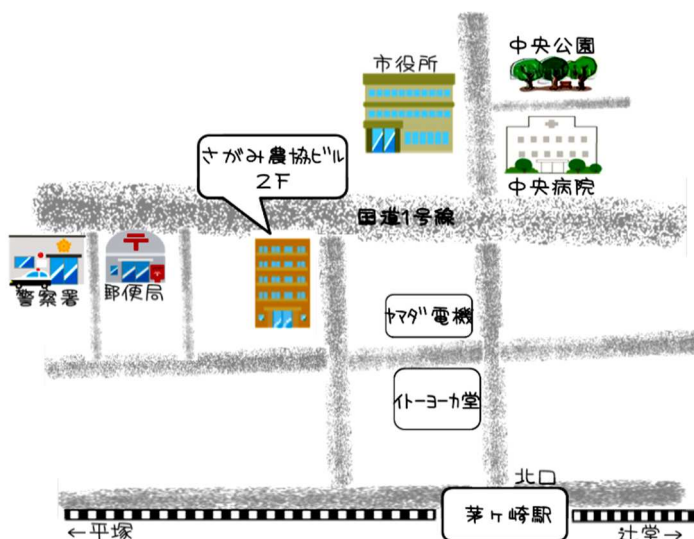 中央公園
市役所
さがみ農協ビル
2F
中央病院
国道1号線
警察署
郵便局
ヤマダ電機
イトーヨーカ堂
北口
茅ヶ崎駅
←平塚
辻堂→